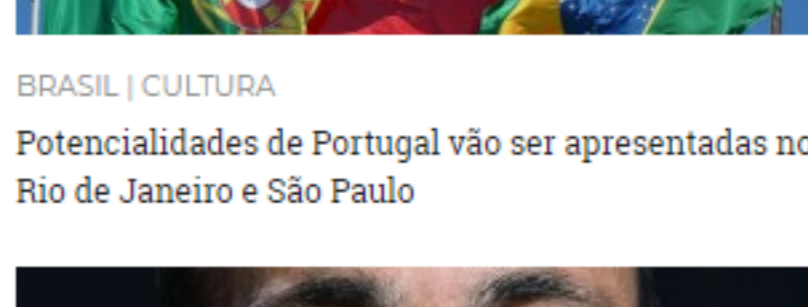 BRASIL | CULTURA
Potencialidades de Portugal vão ser apresentadas no
Rio de Janeiro e São Paulo